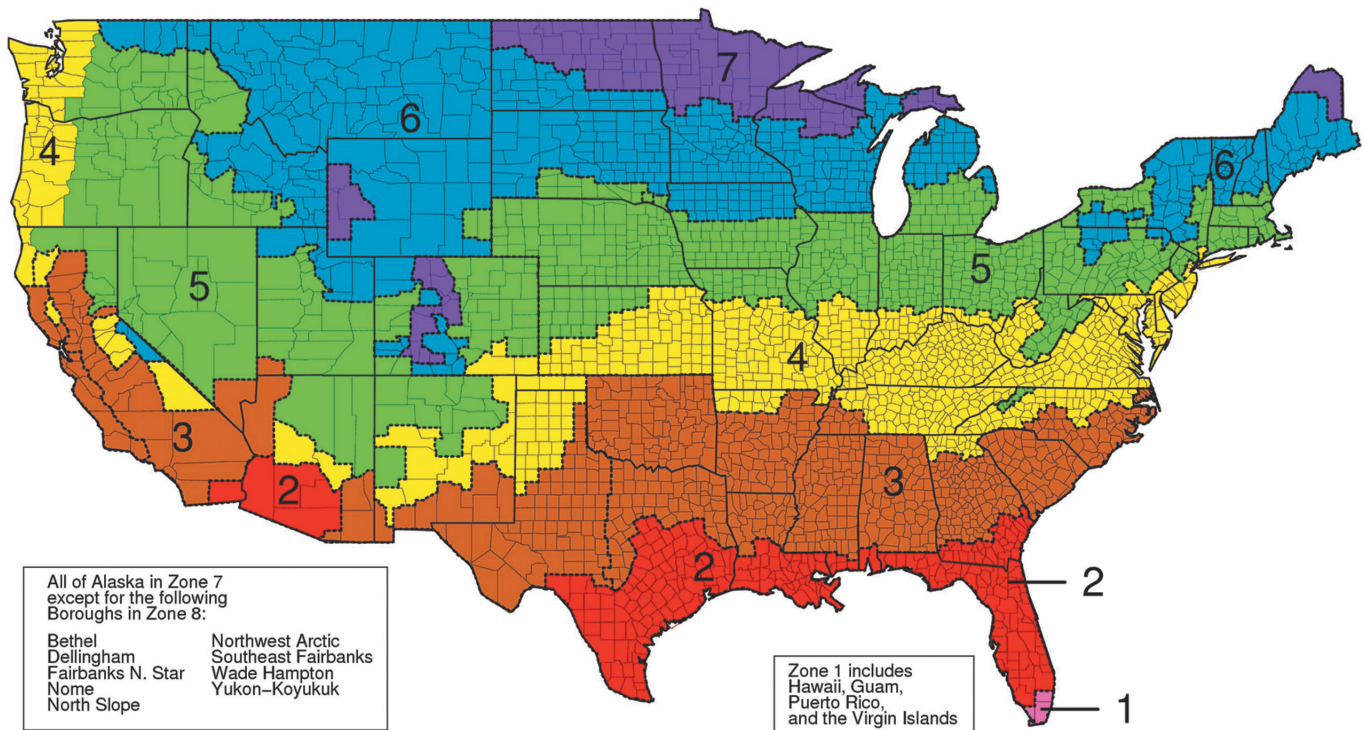 7
6
4
6
5
5
4
3
2
3
2
2
1
All of Alaska in Zone 7
except for the following
Boroughs in Zone 8:
Bethel Northwest Arctic
Dellingham Southeast Fairbanks
Fairbanks N. Star Wade Hampton
Nome Yukon-Koyukuk
North Slope
Zone 1 includes
Hawaii, Guam,
Puerto Rico,
and the Virgin Islands